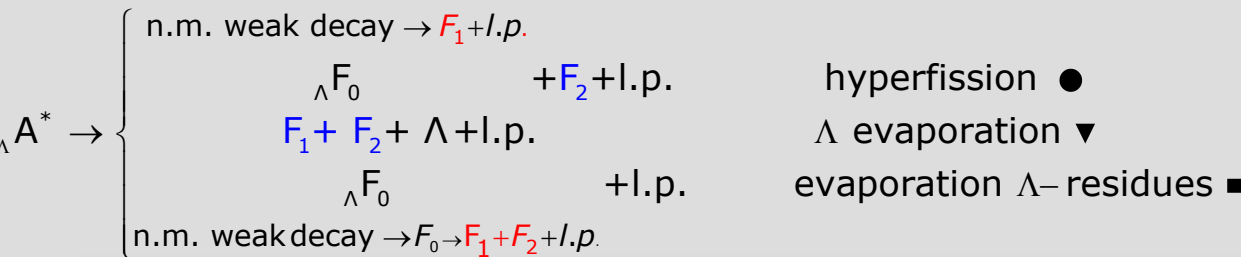 n.m. weak decay → F₁+l.p.
ΛF₀ +F₂+l.p. hyperfission ●
ΛA* → { F₁+ F₂+ Λ +l.p. Λ evaporation ▼
ΛF₀ +l.p. evaporation Λ– residues ■
n.m. weak decay → F₀→F₁+F₂+l.p.